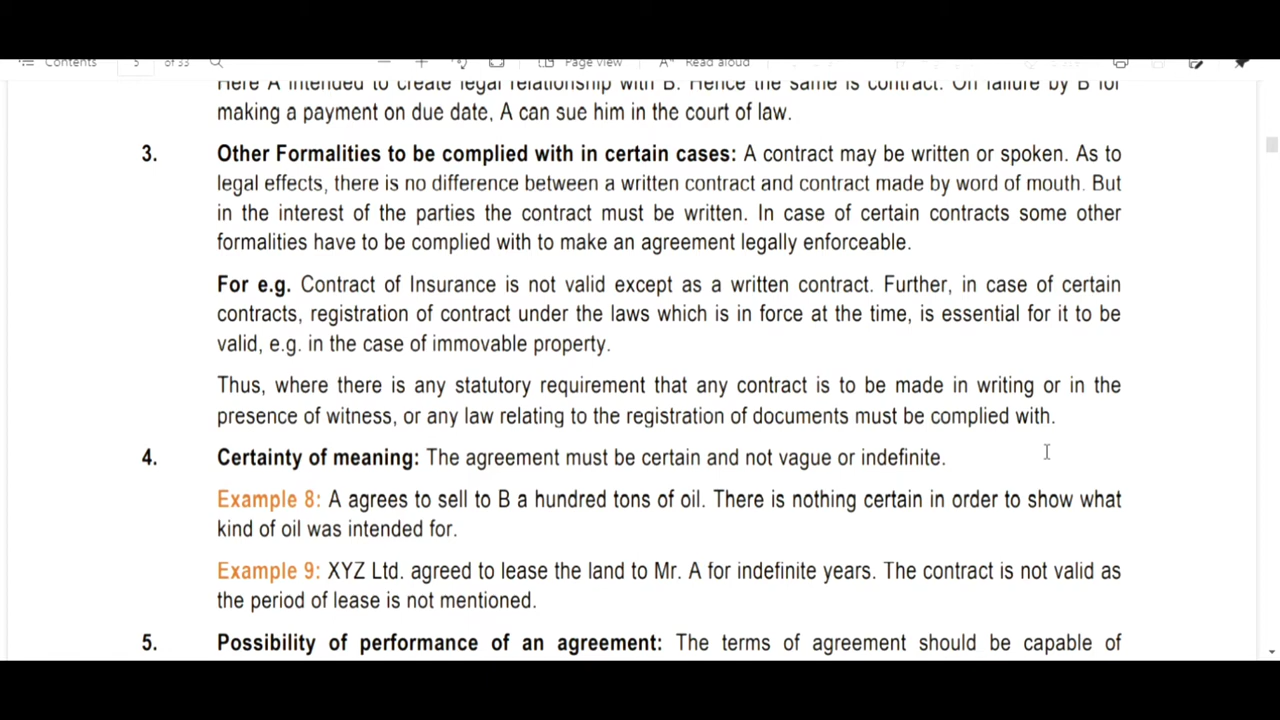 Contents 5 of 33 Page view Read aloud
Here A intended to create legal relationship with B. Hence the same is contract. On failure by B for
making a payment on due date, A can sue him in the court of law.
3. Other Formalities to be complied with in certain cases: A contract may be written or spoken. As to
legal effects, there is no difference between a written contract and contract made by word of mouth. But
in the interest of the parties the contract must be written. In case of certain contracts some other
formalities have to be complied with to make an agreement legally enforceable.
For e.g. Contract of Insurance is not valid except as a written contract. Further, in case of certain
contracts, registration of contract under the laws which is in force at the time, is essential for it to be
valid, e.g. in the case of immovable property.
Thus, where there is any statutory requirement that any contract is to be made in writing or in the
presence of witness, or any law relating to the registration of documents must be complied with.
4. Certainty of meaning: The agreement must be certain and not vague or indefinite.
Example 8: A agrees to sell to B a hundred tons of oil. There is nothing certain in order to show what
kind of oil was intended for.
Example 9: XYZ Ltd. agreed to lease the land to Mr. A for indefinite years. The contract is not valid as
the period of lease is not mentioned.
5. Possibility of performance of an agreement: The terms of agreement should be capable of